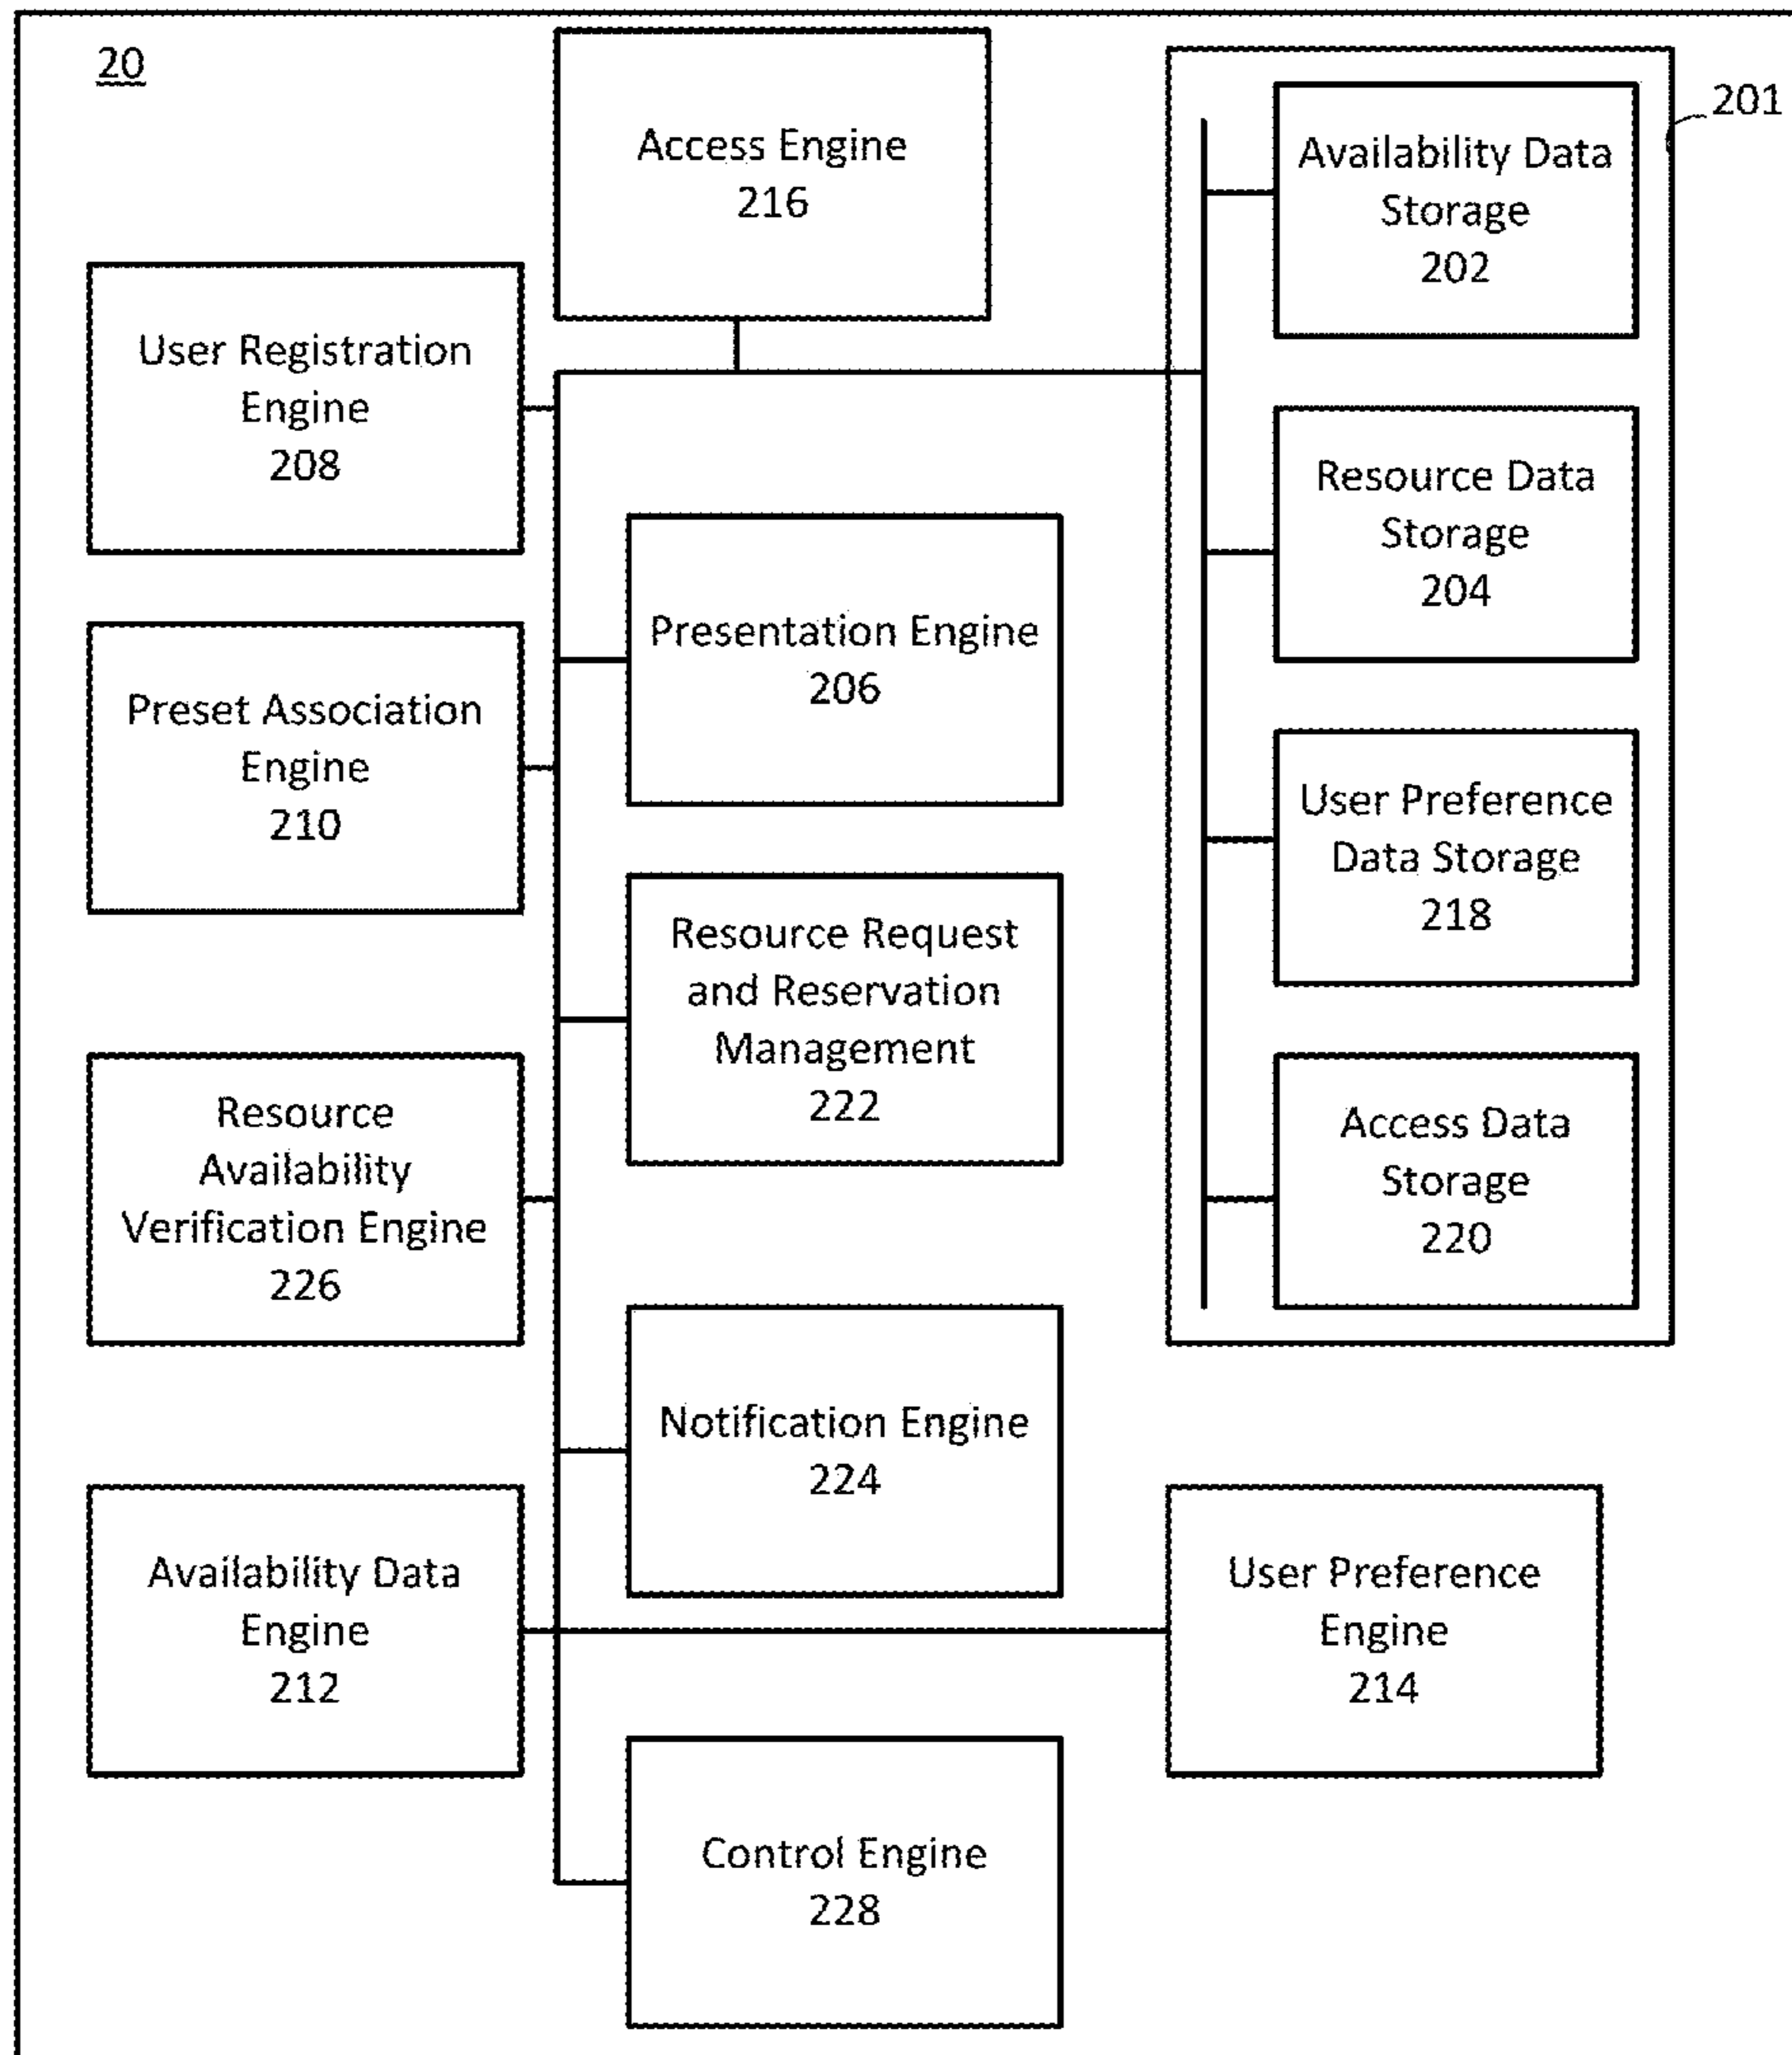 20
Access Engine
216
201
Availability Data
Storage
202
User Registration
Engine
208
Resource Data
Storage
204
Presentation Engine
206
Preset Association
Engine
210
User Preference
Data Storage
218
Resource Request
and Reservation
Management
222
Resource
Availability
Verification Engine
226
Access Data
Storage
220
Notification Engine
224
Availability Data
Engine
212
User Preference
Engine
214
Control Engine
228